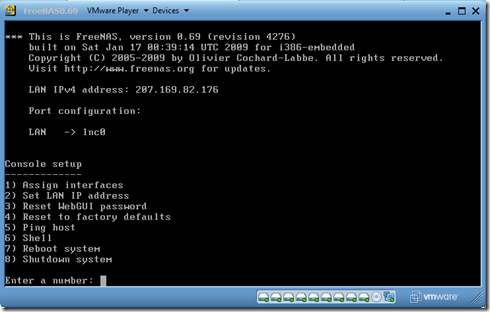 FreeNAS0.69 VMware Player Devices
*** This is FreeNAS, version 0.69 (revision 4276)
built on Sat Jan 17 00:39:14 UTC 2009 for i386-embedded
Copyright (C) 2005-2009 by Olivier Cochard-Labbe. All rights reserved.
Visit http://www.freenas.org for updates.
LAN IPv4 address: 207.169.82.176
Port configuration:
LAN -> lnc0
Console setup
-------------
1) Assign interfaces
2) Set LAN IP address
3) Reset WebGUI password
4) Reset to factory defaults
5) Ping host
6) Shell
7) Reboot system
8) Shutdown system
Enter a number:
vmware